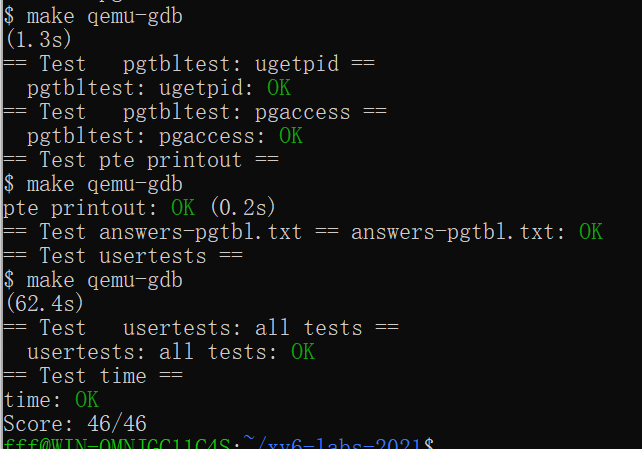 $ make qemu-gdb
(1.3s)
== Test   pgtbltest: ugetpid ==
  pgtbltest: ugetpid: OK
== Test   pgtbltest: pgaccess ==
  pgtbltest: pgaccess: OK
== Test pte printout ==
$ make qemu-gdb
pte printout: OK (0.2s)
== Test answers-pgtbl.txt == answers-pgtbl.txt: OK
== Test usertests ==
$ make qemu-gdb
(62.4s)
== Test   usertests: all tests ==
  usertests: all tests: OK
== Test time ==
time: OK
Score: 46/46
fff@WIN-OMNJGC11C4S:~/xv6-labs-2021$